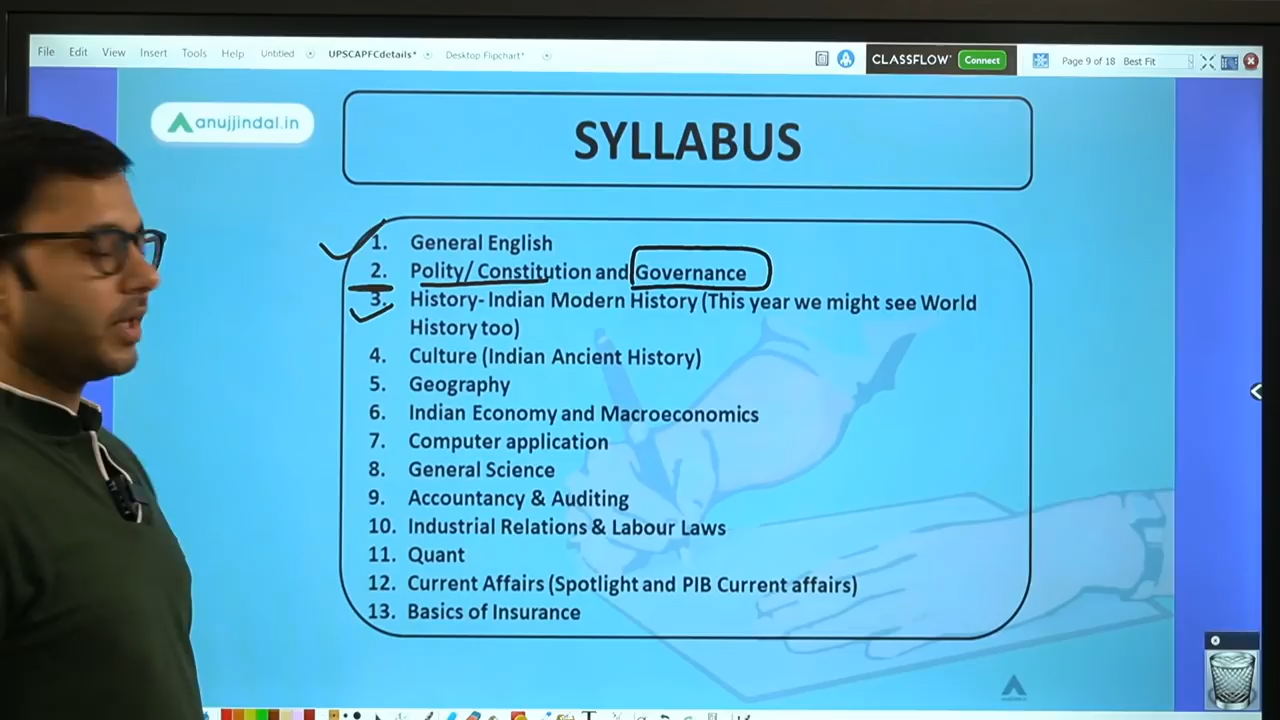 File Edit View Insert Tools Help Untitled UPSCAPFCdetails* Desktop Flipchart*
CLASSFLOW Connect
Page 9 of 18 Best Fit
anujjindal.in
SYLLABUS
1. General English
2. Polity/ Constitution and Governance
3. History- Indian Modern History (This year we might see World
History too)
4. Culture (Indian Ancient History)
5. Geography
6. Indian Economy and Macroeconomics
7. Computer application
8. General Science
9. Accountancy & Auditing
10. Industrial Relations & Labour Laws
11. Quant
12. Current Affairs (Spotlight and PIB Current affairs)
13. Basics of Insurance